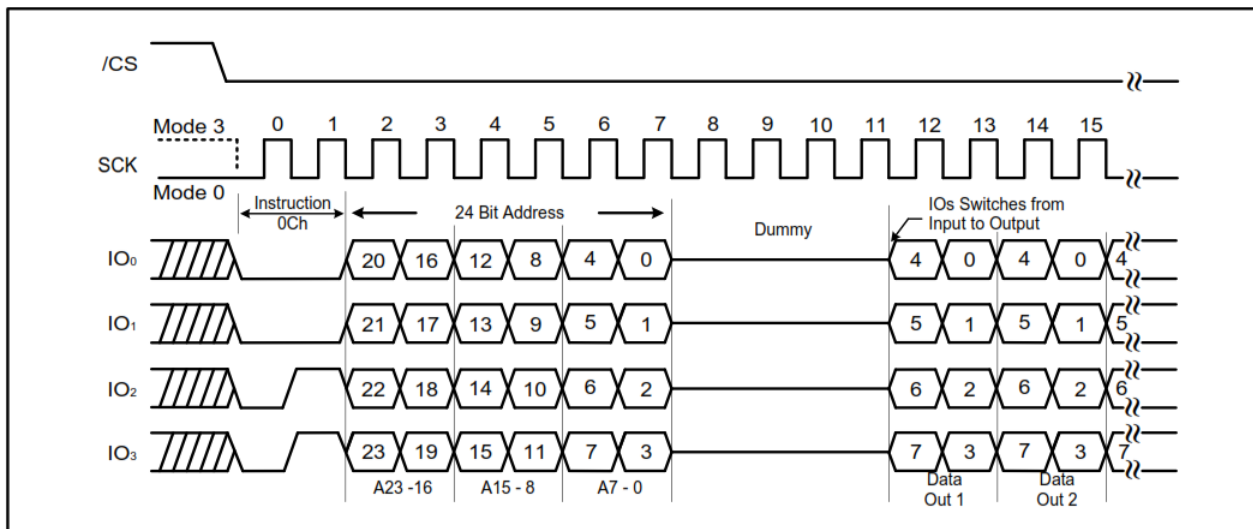 /CS
Mode 3 0 1 2 3 4 5 6 7 8 9 10 11 12 13 14 15
SCK
Mode 0
Instruction
0Ch
24 Bit Address
Dummy
IOs Switches from
Input to Output
IO₀ 20 16 12 8 4 0 4 0 4 0 4
IO₁ 21 17 13 9 5 1 5 1 5 1 5
IO₂ 22 18 14 10 6 2 6 2 6 2 6
IO₃ 23 19 15 11 7 3 7 3 7 3 7
A23 -16 A15 - 8 A7 - 0
Data
Out 1
Data
Out 2